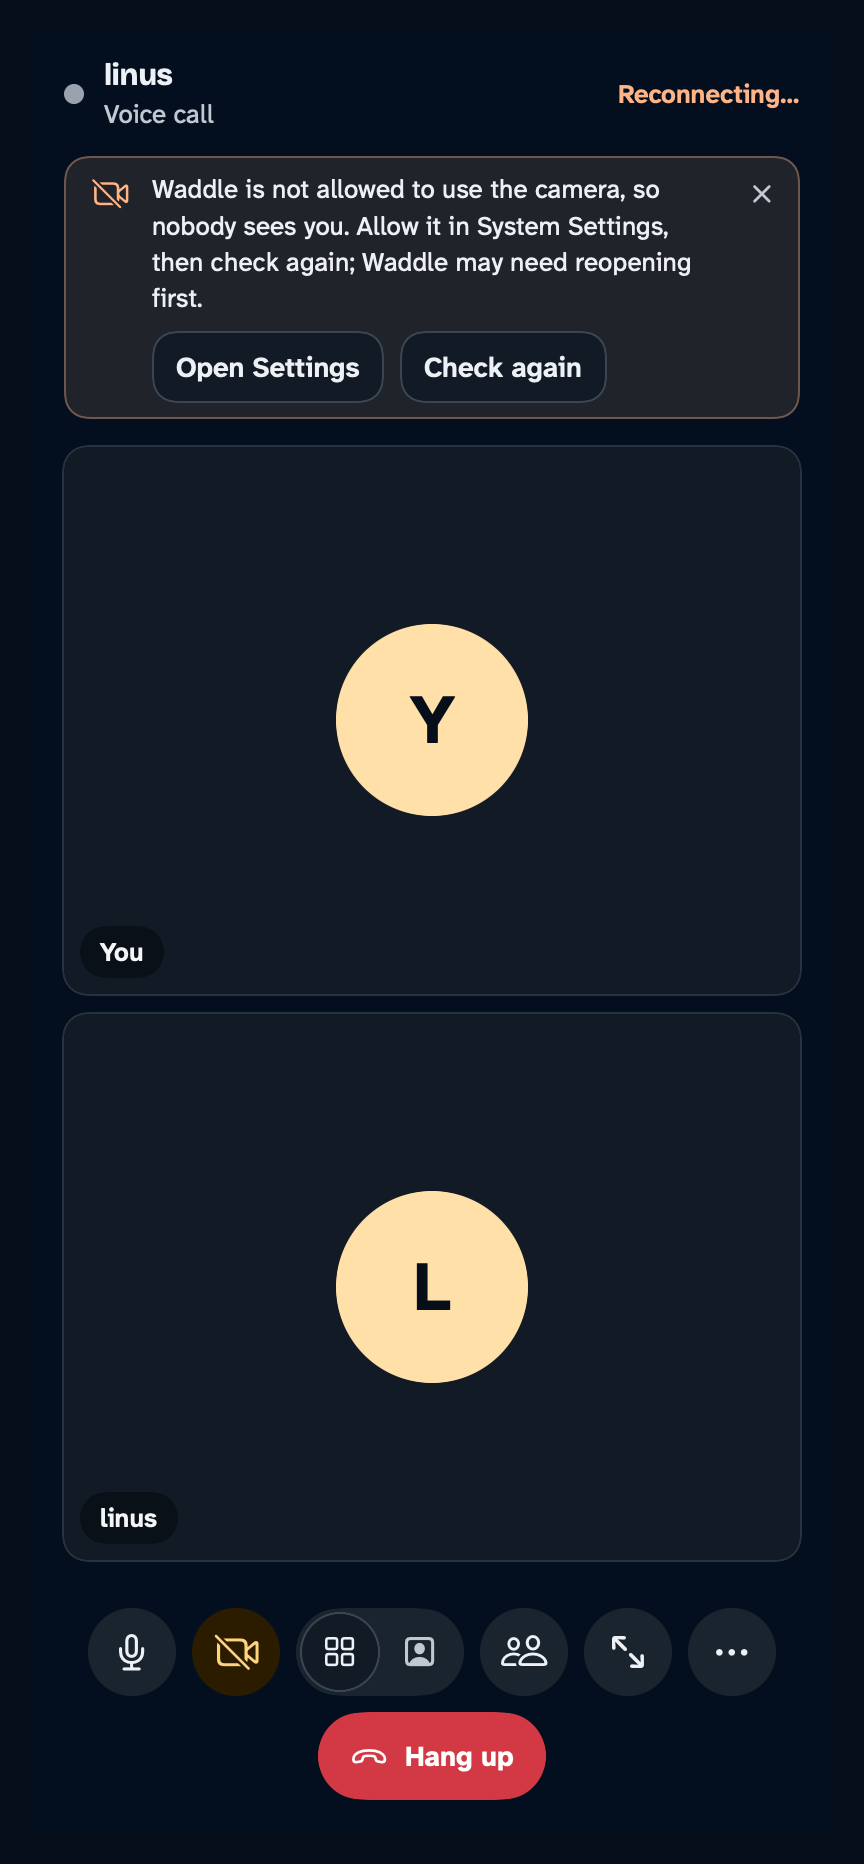 linus
Voice call
Reconnecting...
Waddle is not allowed to use the camera, so
nobody sees you. Allow it in System Settings,
then check again; Waddle may need reopening
first.
Open Settings
Check again
Y
You
L
linus
Hang up